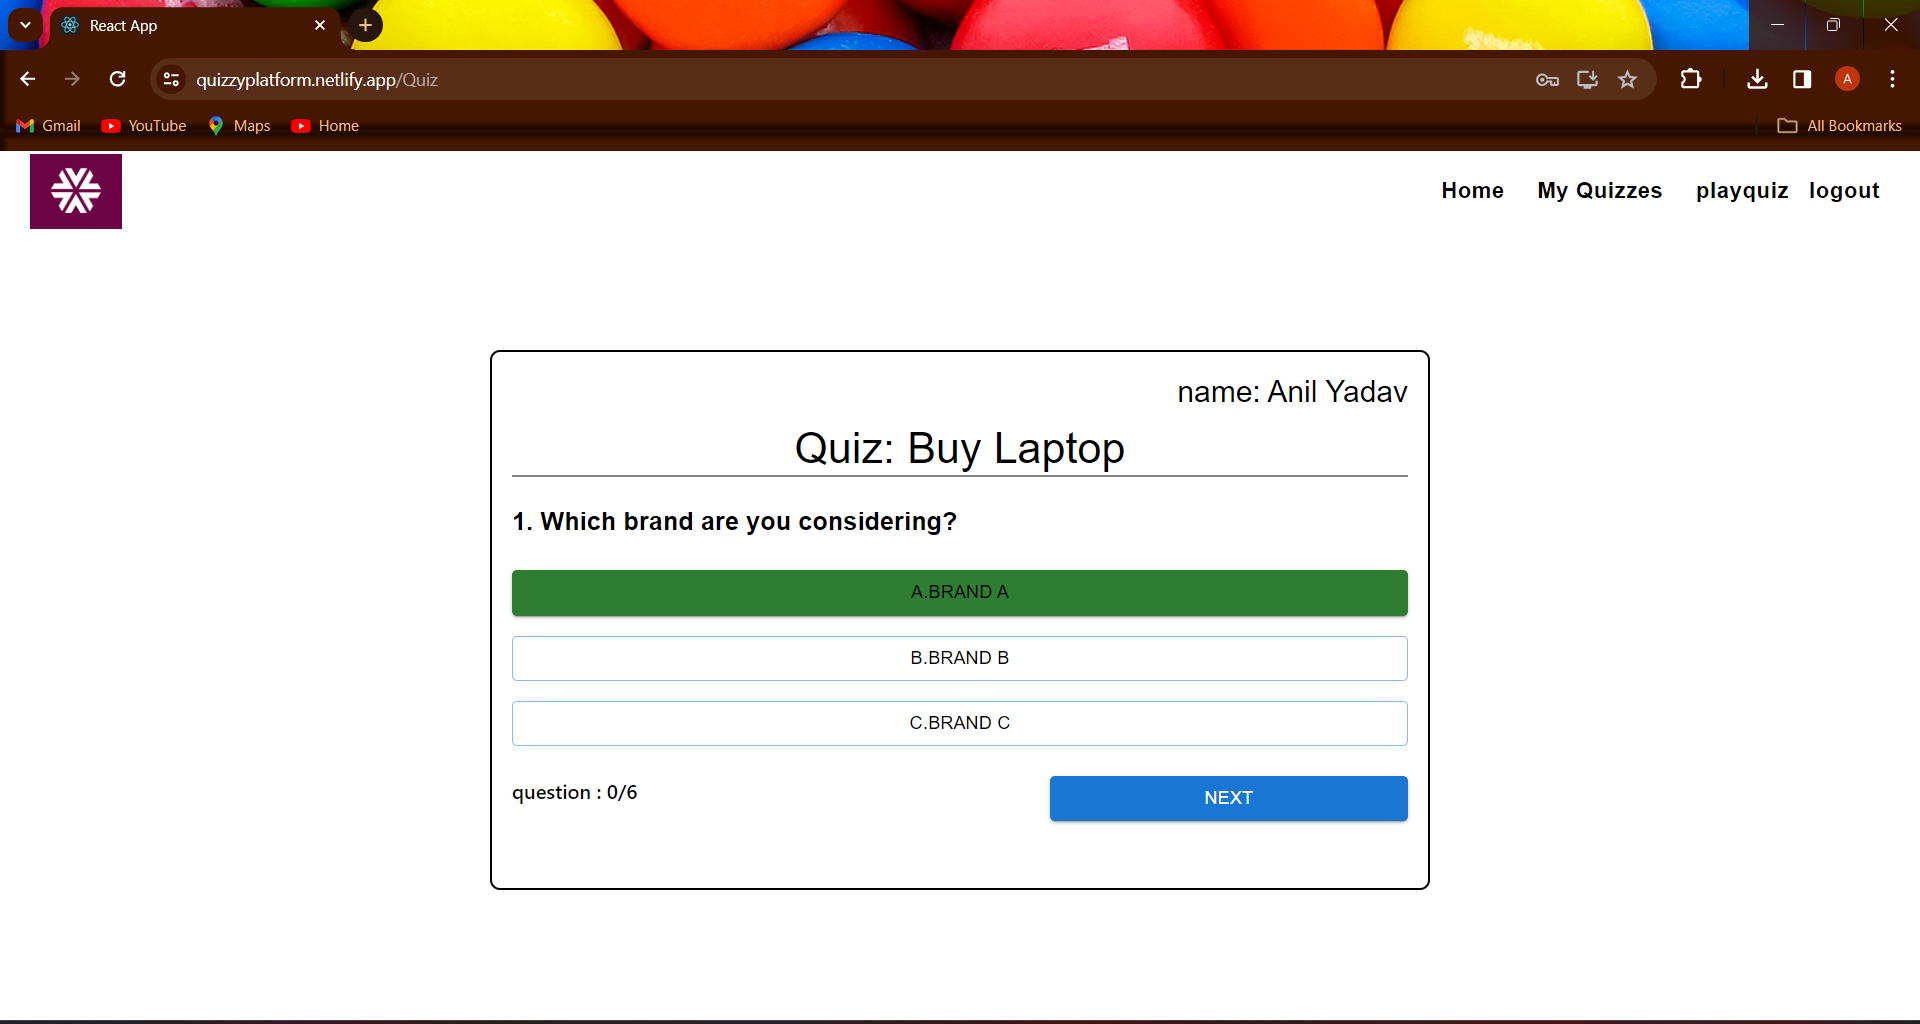 React App
quizzyplatform.netlify.app/Quiz
A
Gmail YouTube Maps Home All Bookmarks
Home My Quizzes playquiz logout
name: Anil Yadav
Quiz: Buy Laptop
1. Which brand are you considering?
A.BRAND A
B.BRAND B
C.BRAND C
question : 0/6
NEXT